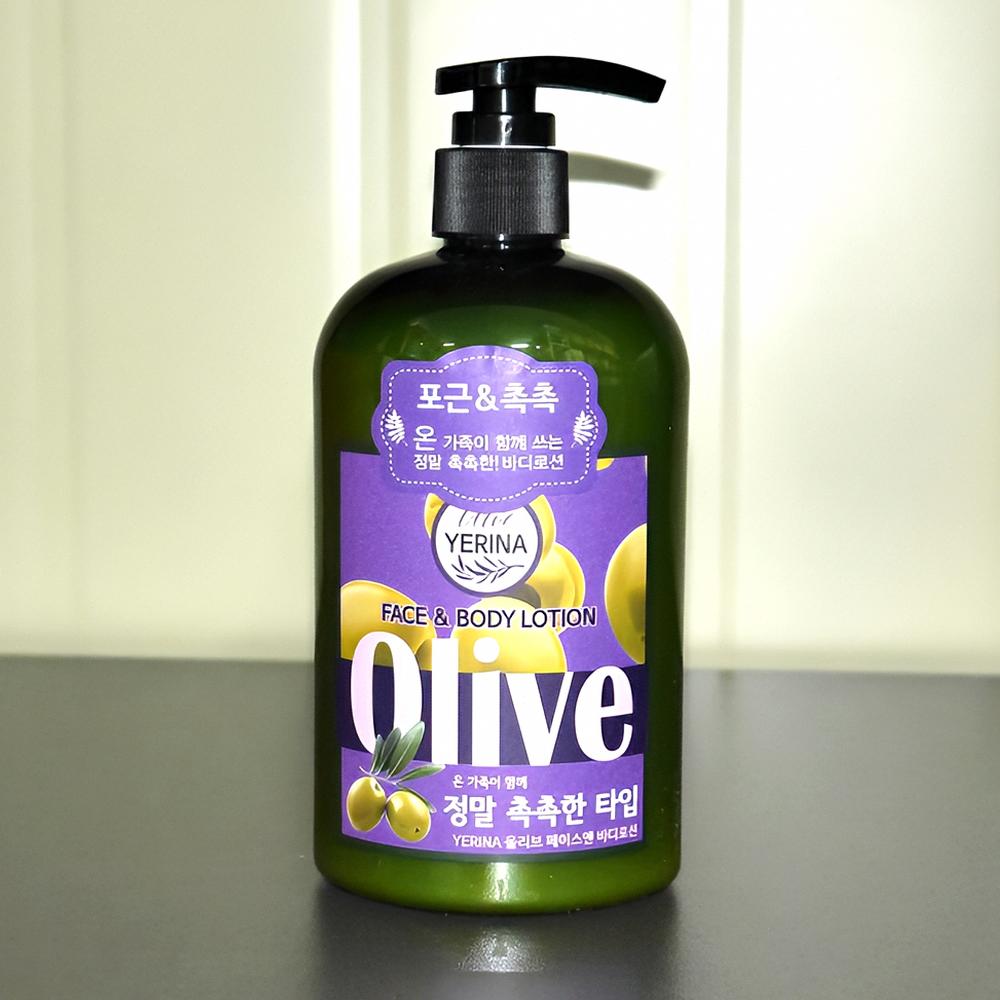 포근&촉촉
온 가족이 함께 쓰는
정말 촉촉한! 바디로션
YERINA
FACE & BODY LOTION
Olive
온 가족이 함께
정말 촉촉한 타입
YERINA 올리브 페이스앤 바디로션